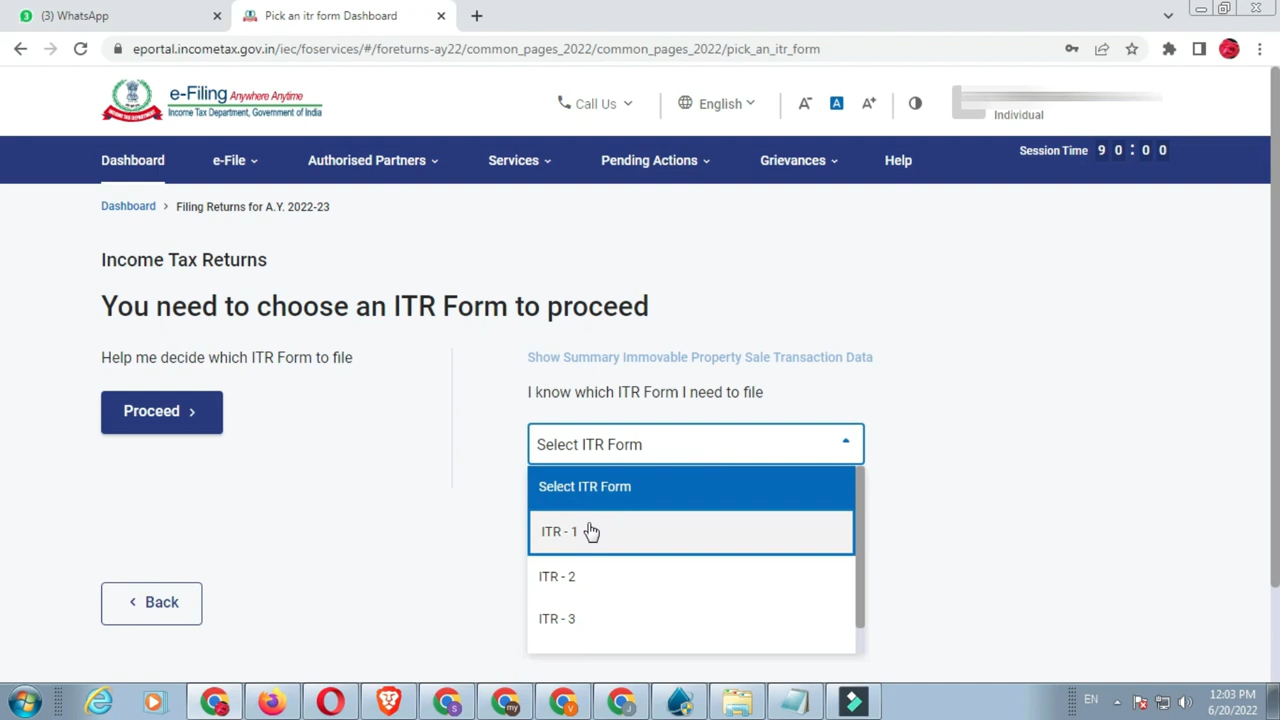 (3) WhatsApp
Pick an itr form Dashboard
eportal.incometax.gov.in/iec/foservices/#/foreturns-ay22/common_pages_2022/common_pages_2022/pick_an_itr_form
e-Filing Anywhere Anytime
Income Tax Department, Government of India
Call Us
English
A-
A
A+
Individual
Dashboard
e-File
Authorised Partners
Services
Pending Actions
Grievances
Help
Session Time 9 0 : 0 0
Dashboard > Filing Returns for A.Y. 2022-23
Income Tax Returns
You need to choose an ITR Form to proceed
Help me decide which ITR Form to file
Proceed >
Show Summary Immovable Property Sale Transaction Data
I know which ITR Form I need to file
Select ITR Form
Select ITR Form
ITR - 1
ITR - 2
ITR - 3
< Back
EN
12:03 PM
6/20/2022